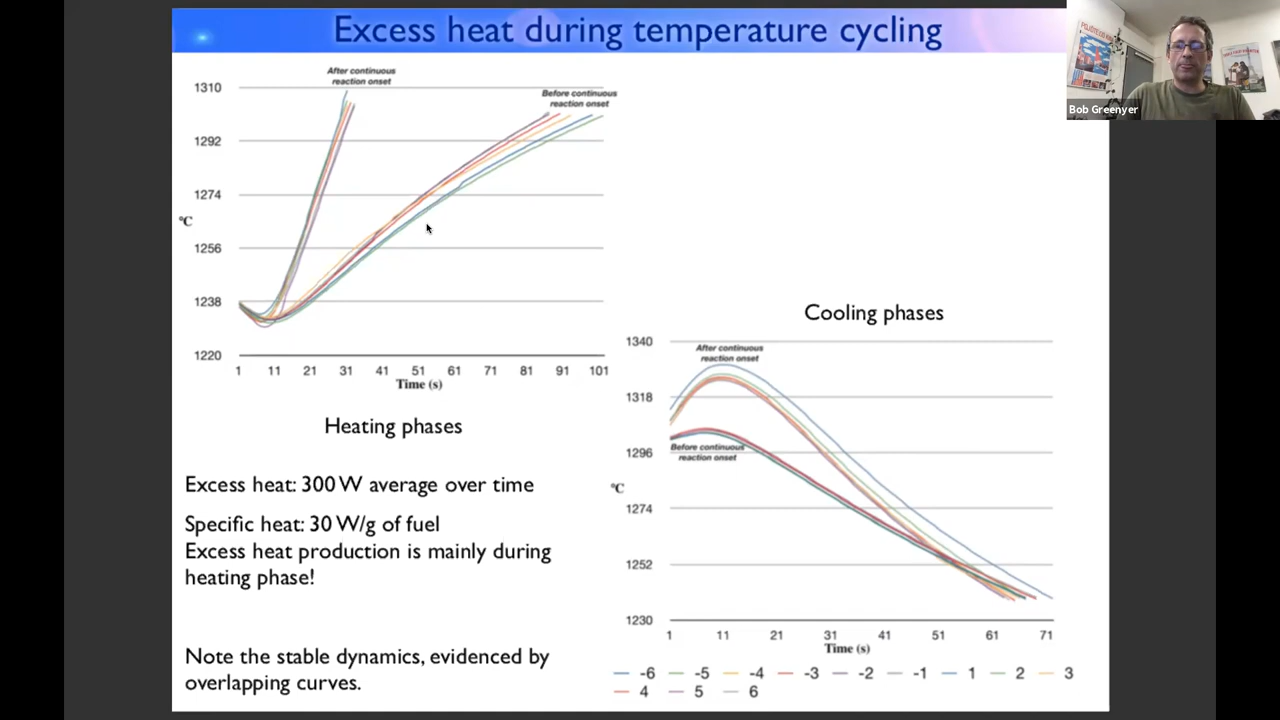 Excess heat during temperature cycling
Bob Greenyer
After continuous
reaction onset
Before continuous
reaction onset
1310
1292
1274
°C
1256
1238
1220
1 11 21 31 41 51 61 71 81 91 101
Time (s)
Heating phases
Excess heat: 300 W average over time
Specific heat: 30 W/g of fuel
Excess heat production is mainly during
heating phase!
Note the stable dynamics, evidenced by
overlapping curves.
Cooling phases
After continuous
reaction onset
Before continuous
reaction onset
1340
1318
1296
°C
1274
1252
1230
1 11 21 31 41 51 61 71
Time (s)
-6 -5 -4 -3 -2 -1 1 2 3
4 5 6